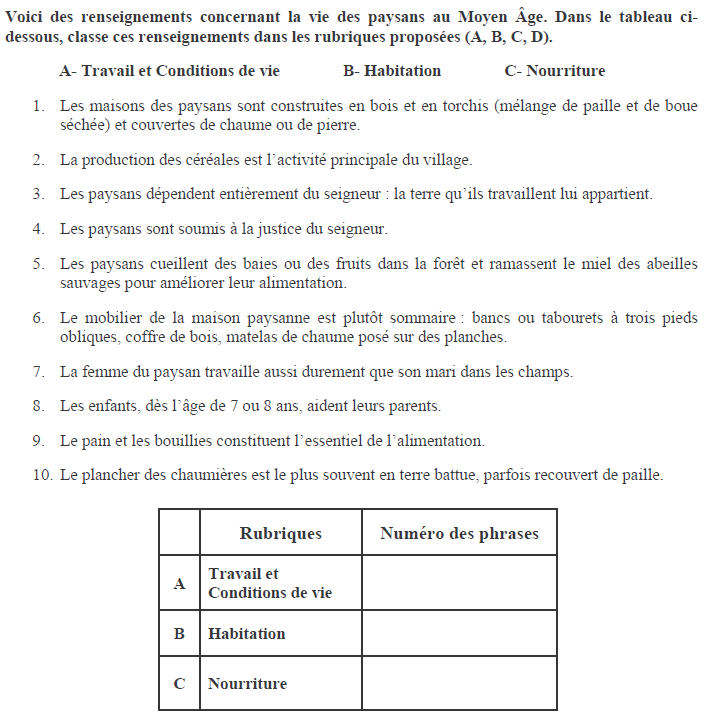 Voici des renseignements concernant la vie des paysans au Moyen Âge. Dans le tableau ci-
dessous, classe ces renseignements dans les rubriques proposées (A, B, C, D).
A- Travail et Conditions de vie B- Habitation C- Nourriture
1. Les maisons des paysans sont construites en bois et en torchis (mélange de paille et de boue
séchée) et couvertes de chaume ou de pierre.
2. La production des céréales est l'activité principale du village.
3. Les paysans dépendent entièrement du seigneur : la terre qu'ils travaillent lui appartient.
4. Les paysans sont soumis à la justice du seigneur.
5. Les paysans cueillent des baies ou des fruits dans la forêt et ramassent le miel des abeilles
sauvages pour améliorer leur alimentation.
6. Le mobilier de la maison paysanne est plutôt sommaire : bancs ou tabourets à trois pieds
obliques, coffre de bois, matelas de chaume posé sur des planches.
7. La femme du paysan travaille aussi durement que son mari dans les champs.
8. Les enfants, dès l'âge de 7 ou 8 ans, aident leurs parents.
9. Le pain et les bouillies constituent l'essentiel de l'alimentation.
10. Le plancher des chaumières est le plus souvent en terre battue, parfois recouvert de paille.
Rubriques Numéro des phrases
A Travail et
Conditions de vie
B Habitation
C Nourriture